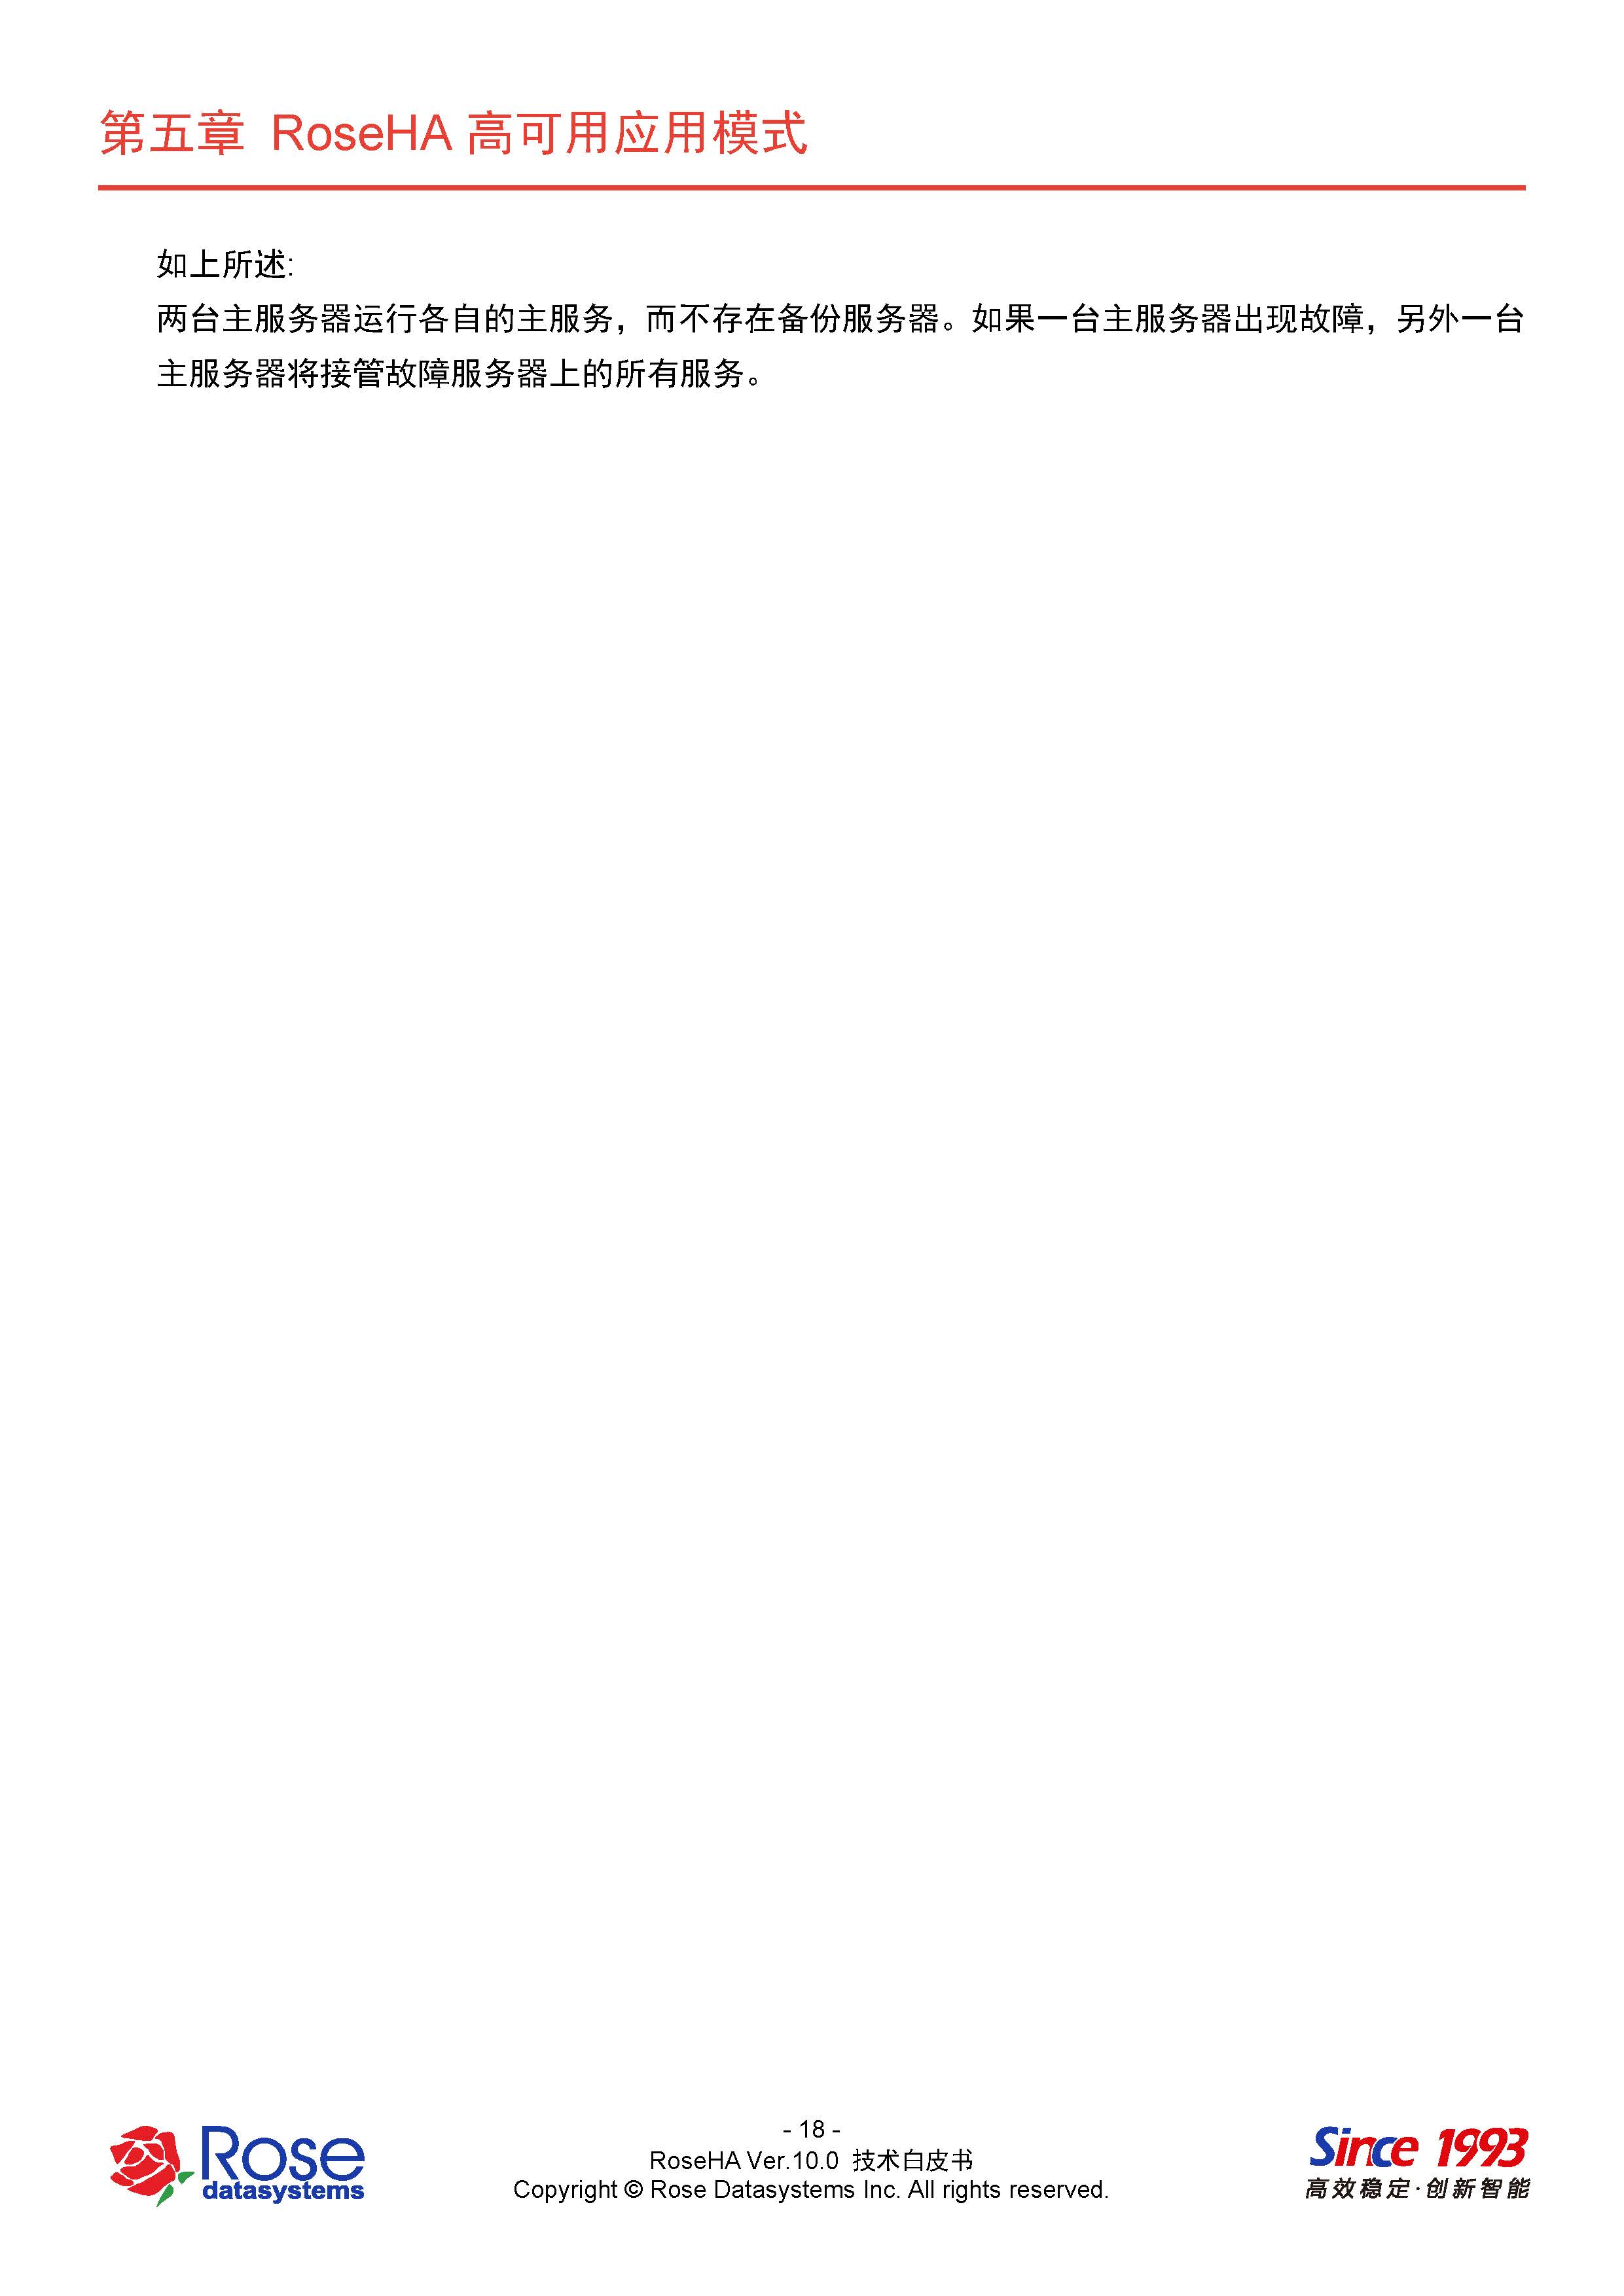 第五章 RoseHA 高可用应用模式
如上所述:
两台主服务器运行各自的主服务，而不存在备份服务器。如果一台主服务器出现故障，另外一台
主服务器将接管故障服务器上的所有服务。
Rose
datasystems
- 18 -
RoseHA Ver.10.0 技术白皮书
Copyright © Rose Datasystems Inc. All rights reserved.
Since 1993
高效稳定·创新智能